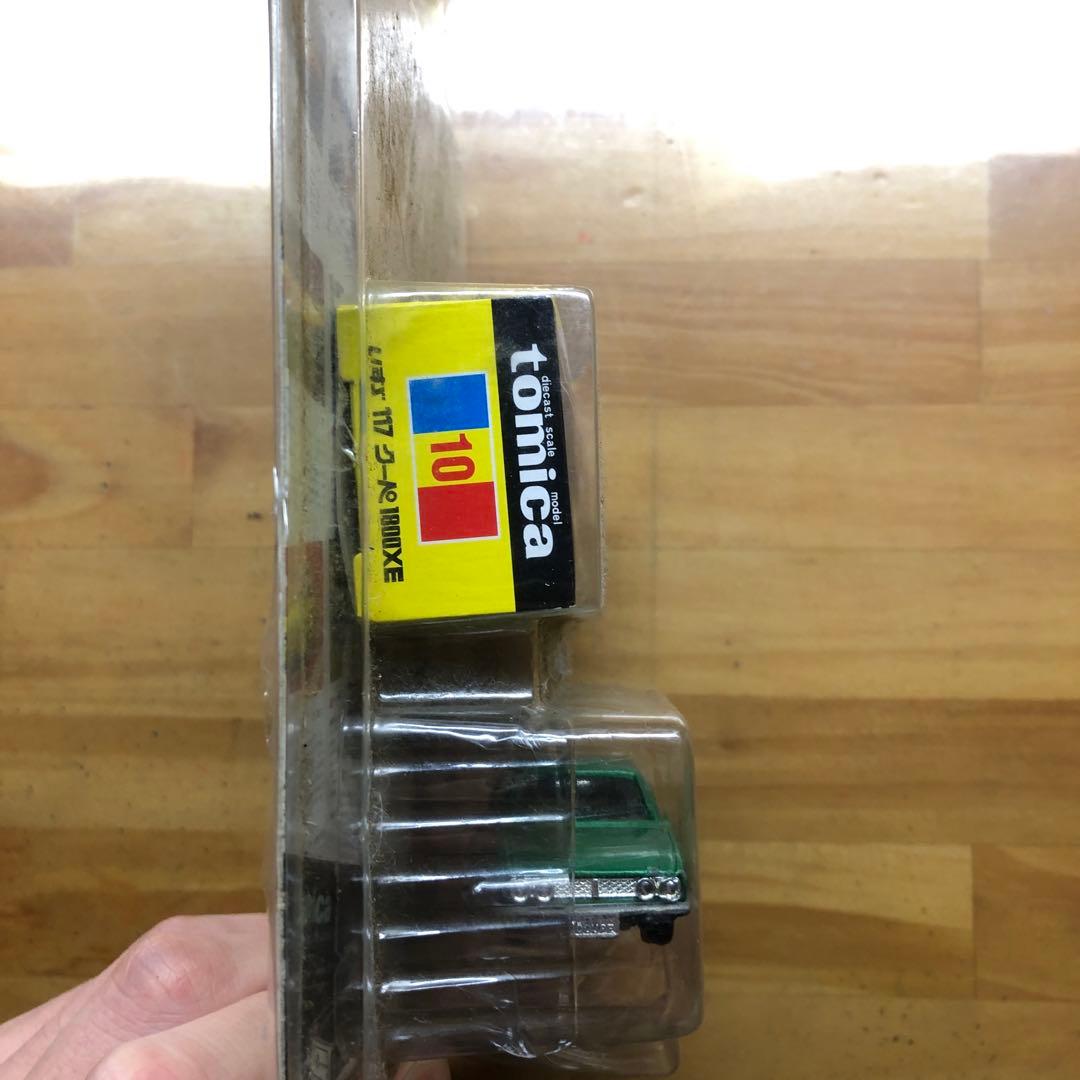 diecast scale model
tomica
10
いすゞ 117 クーペ 1800XE